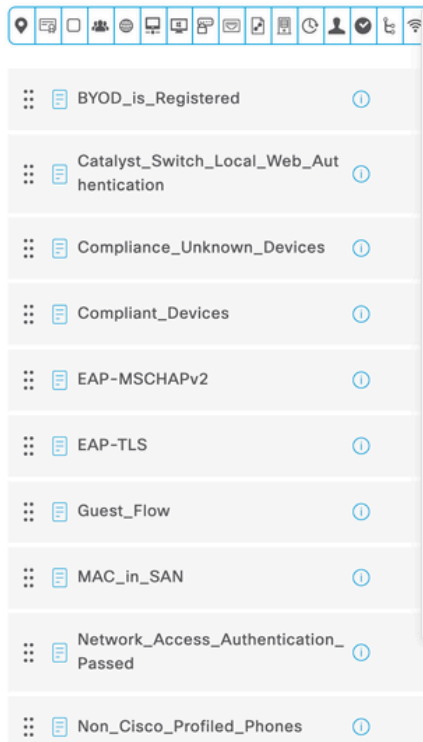 BYOD_is_Registered
Catalyst_Switch_Local_Web_Aut
hentication
Compliance_Unknown_Devices
Compliant_Devices
EAP-MSCHAPv2
EAP-TLS
Guest_Flow
MAC_in_SAN
Network_Access_Authentication_
Passed
Non_Cisco_Profiled_Phones